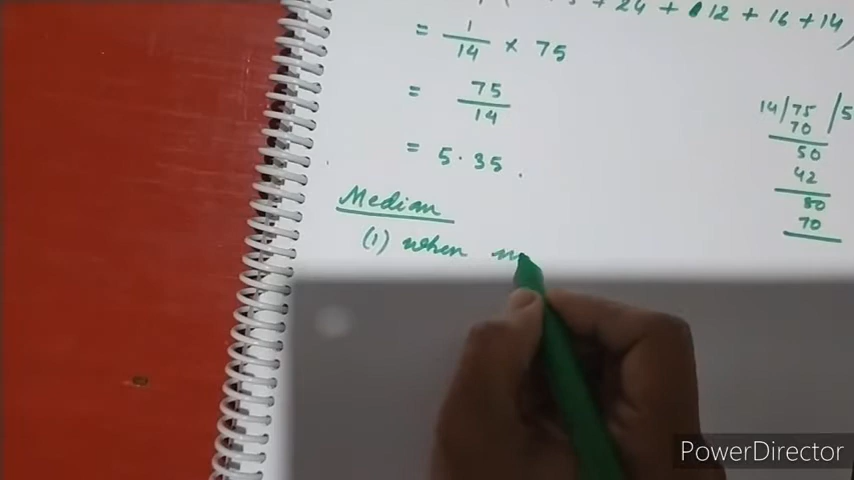 + 24 + 12 + 16 + 14)
= 1/14 × 75
= 75/14
= 5.35.
14/75/5
70
50
42
80
70
Median
(1) when
PowerDirector